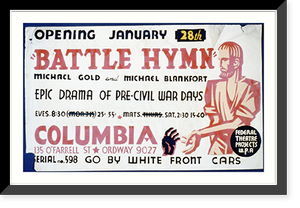 OPENING JANUARY 28th
"BATTLE HYMN"
MICHAEL GOLD and MICHAEL BLANKFORT
EPIC DRAMA OF PRE-CIVIL WAR DAYS
EVES. 8:30 25¢ 55¢ ★ MATS. THURS. SAT. 2:30
COLUMBIA
135 O'FARRELL ST ★ ORDWAY 9027
SERIAL NO. 598 GO BY WHITE FRONT CARS
FEDERAL
THEATRE
PROJECTS
W.P.A